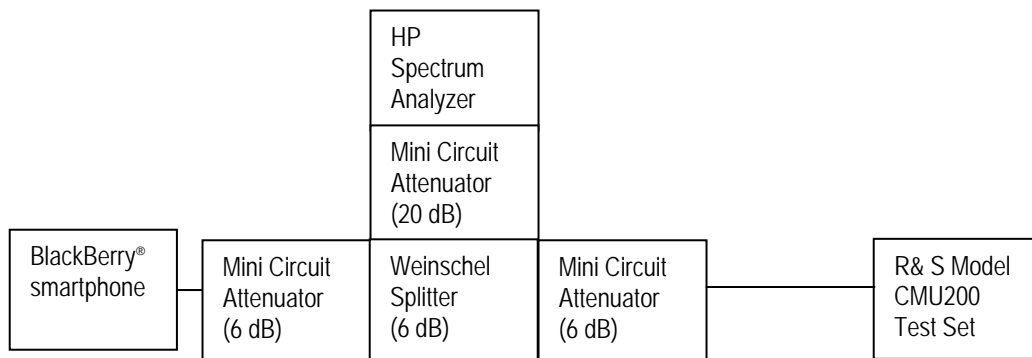 HP
Spectrum
Analyzer
Mini Circuit
Attenuator
(20 dB)
BlackBerry®
smartphone
Mini Circuit
Attenuator
(6 dB)
Weinschel
Splitter
(6 dB)
Mini Circuit
Attenuator
(6 dB)
R& S Model
CMU200
Test Set